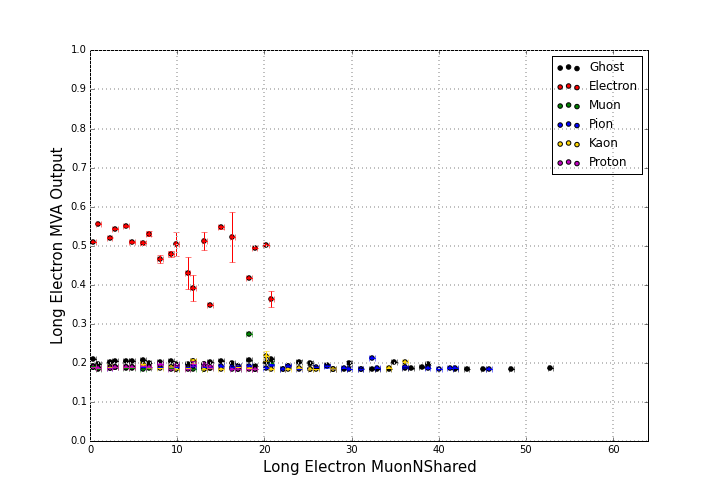 1.0
0.9
0.8
0.7
0.6
0.5
0.4
0.3
0.2
0.1
0.0
Long Electron MVA Output
Ghost
Electron
Muon
Pion
Kaon
Proton
0 10 20 30 40 50 60
Long Electron MuonNShared